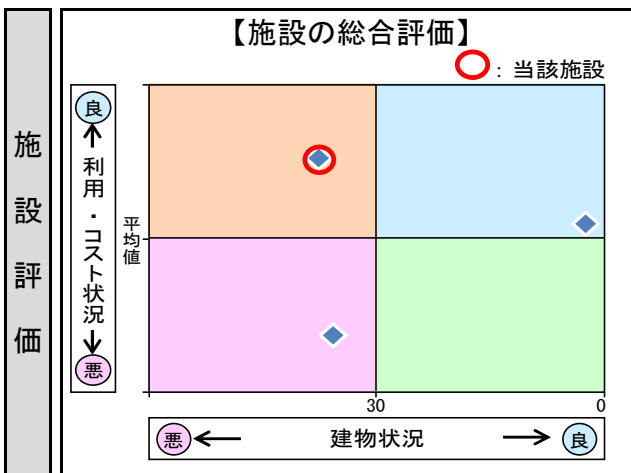 施設評価
【施設の総合評価】
：当該施設
良
利用・コスト状況
悪
平均値
30
0
悪
建物状況
良